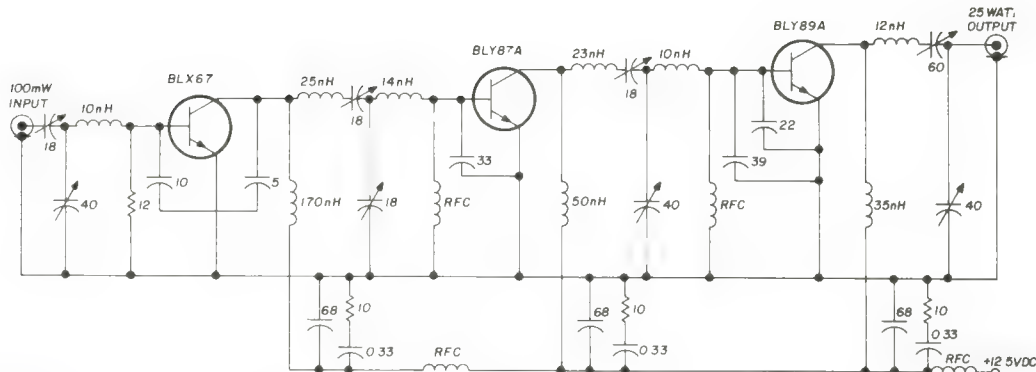 25 WATT
OUTPUT
12nH
BLY89A
60
BLY87A
23nH
10nH
18
BLX67
25nH
14nH
18
100mW
INPUT
10nH
18
22
39
33
10
5
40
12
170nH
18
RFC
50nH
40
RFC
35nH
40
68
10
0 33
RFC
68
10
0 33
68
10
0 33
RFC
+12 5VDC